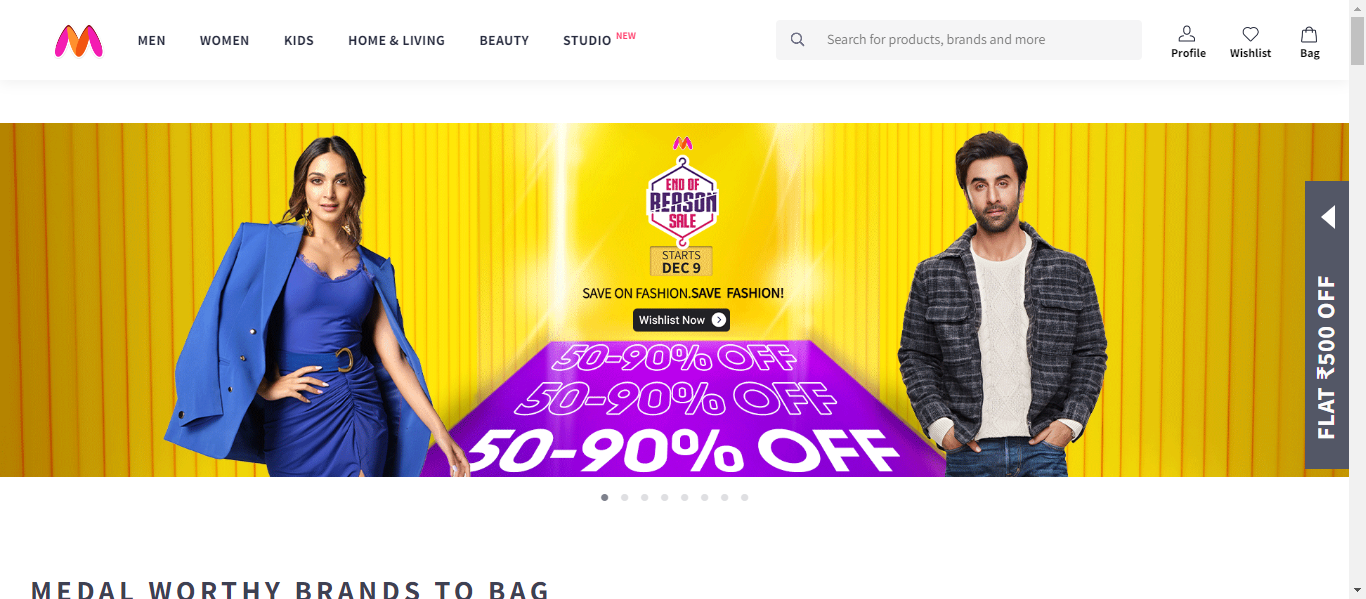 MEN WOMEN KIDS HOME & LIVING BEAUTY STUDIO NEW
Search for products, brands and more
Profile Wishlist Bag
END OF
REASON
SALE
STARTS
DEC 9
SAVE ON FASHION.SAVE FASHION!
Wishlist Now
50-90% OFF
50-90% OFF
50-90% OFF
FLAT ₹500 OFF
MEDAL WORTHY BRANDS TO BAG